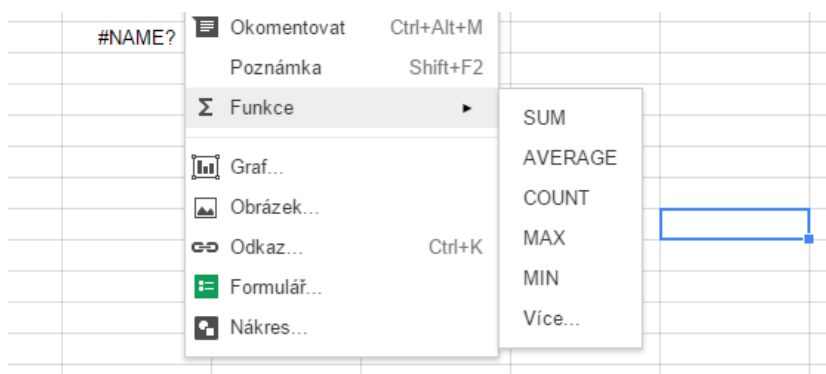 #NAME?
Okomentovat Ctrl+Alt+M
Poznámka Shift+F2
Σ Funkce ►
SUM
AVERAGE
COUNT
MAX
MIN
Více...
Graf...
Obrázek...
Odkaz... Ctrl+K
Formulář...
Nákres...